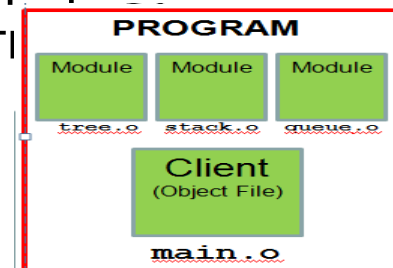 PROGRAM
Module Module Module
tree.o stack.o queue.o
Client
(Object File)
main.o